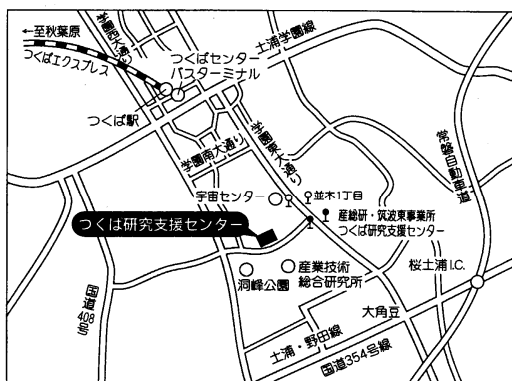 ←至秋葉原
つくばエクスプレス
学園西大通り
つくばセンター
バスターミナル
土浦学園線
つくば駅
学園南大通り
学園東大通り
常磐自動車道
宇宙センター
並木1丁目
産総研・筑波東事業所
つくば研究支援センター
つくは研究支援センター
桜土浦I.C.
洞峰公園
産業技術
総合研究所
国道
408
号
大角豆
土浦・野田線
国道354号線